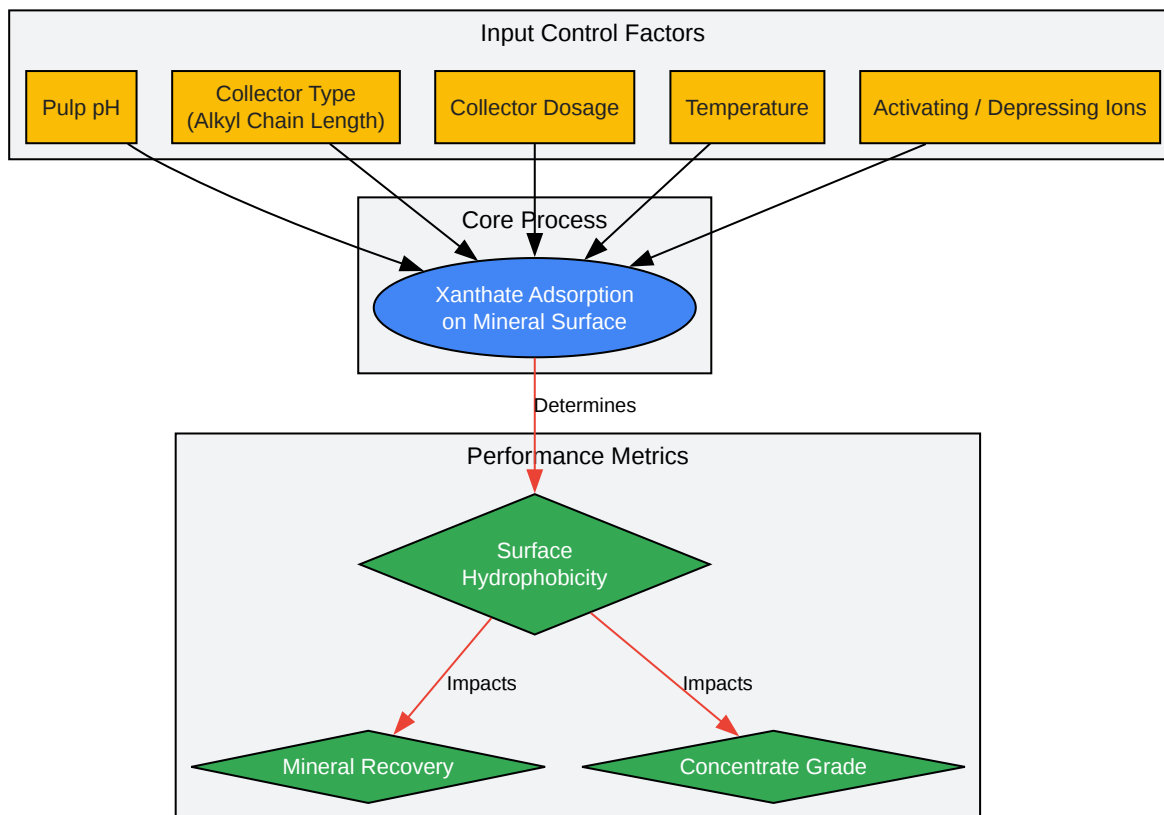 Input Control Factors
Pulp pH
Collector Type
(Alkyl Chain Length)
Collector Dosage
Temperature
Activating / Depressing Ions
Core Process
Xanthate Adsorption
on Mineral Surface
Determines
Performance Metrics
Surface
Hydrophobicity
Impacts
Impacts
Mineral Recovery
Concentrate Grade